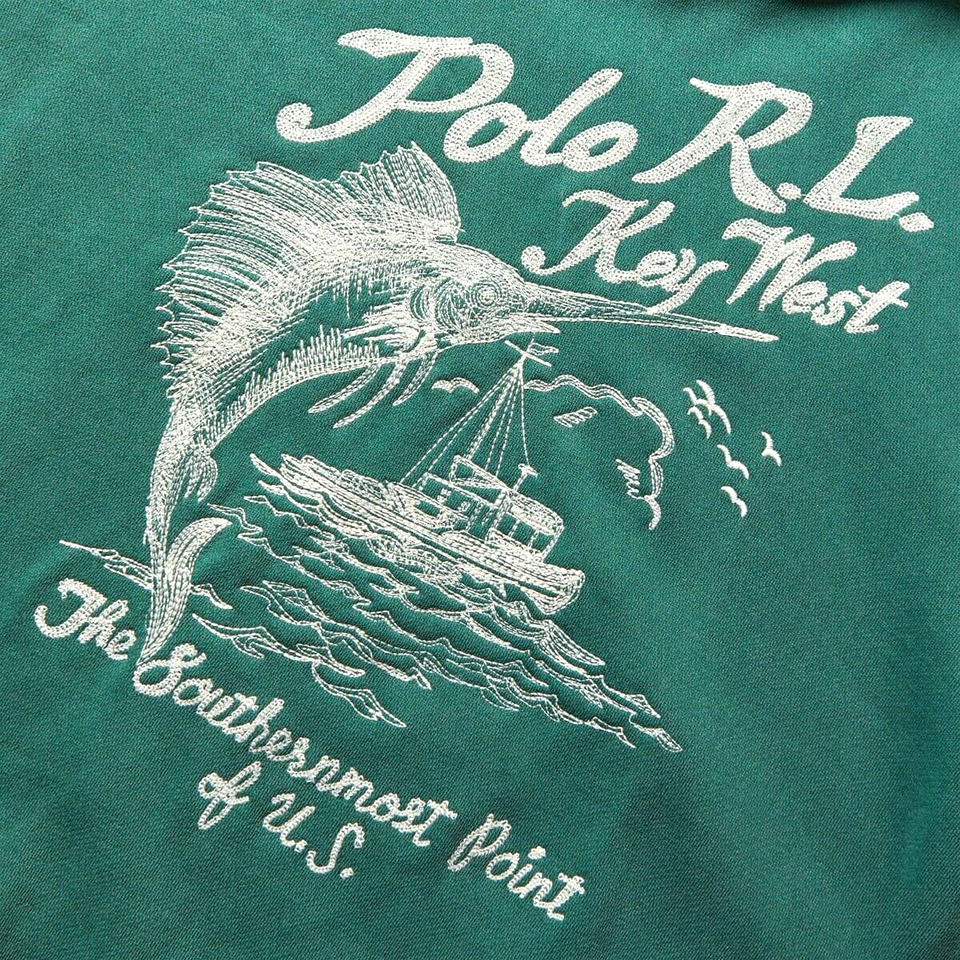 Polo R.L.
Key West
The Southernmost Point
of U.S.